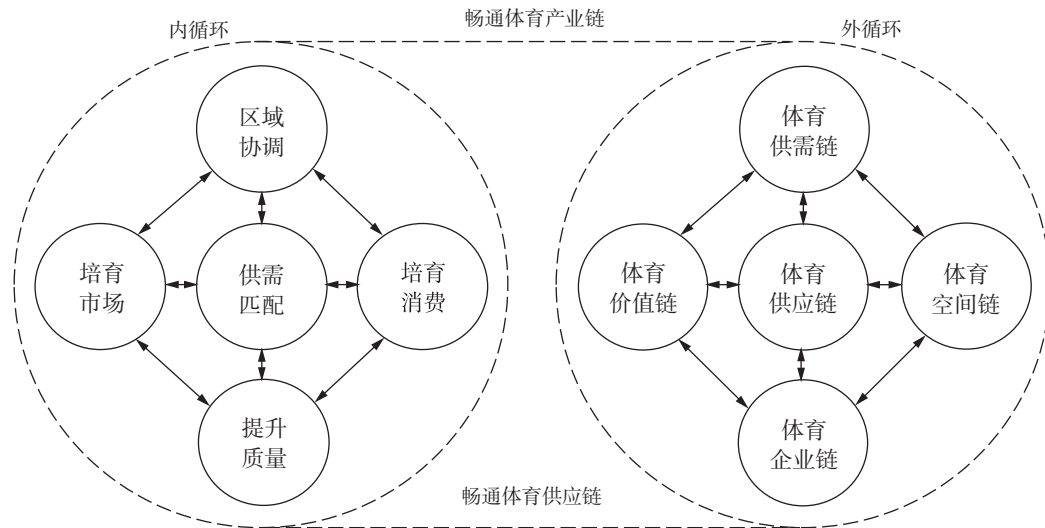 畅通体育产业链
内循环
外循环
区域
协调
体育
供需链
培育
市场
供需
匹配
培育
消费
体育
价值链
体育
供应链
体育
空间链
提升
质量
体育
企业链
畅通体育供应链